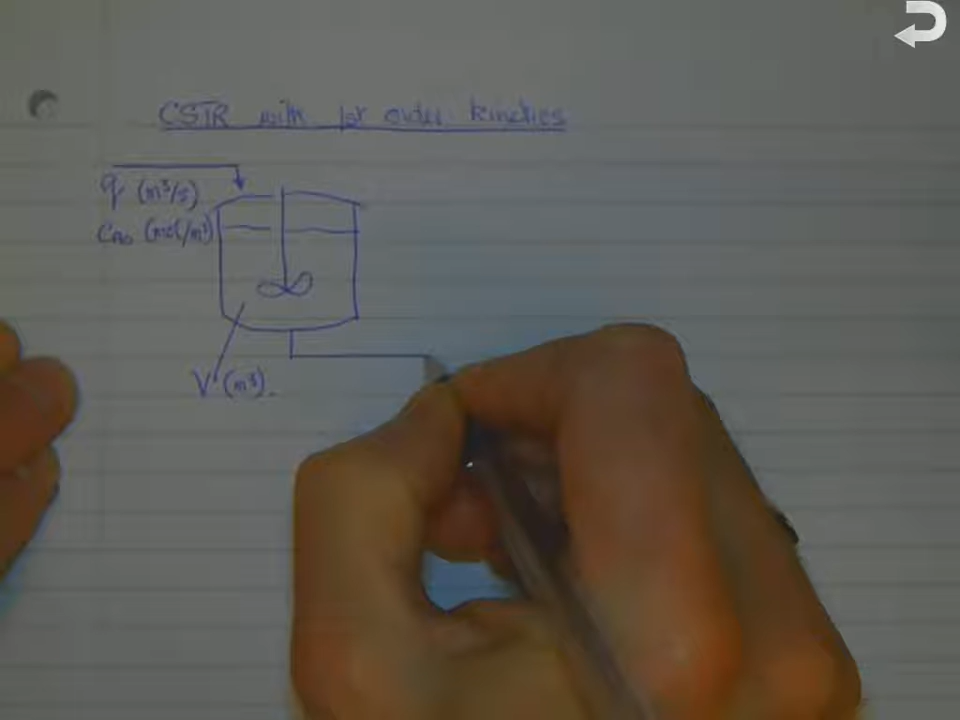 CSTR with 1st order kinetics
q (m³/s)
CA₀ (mol/m³)
V (m³).